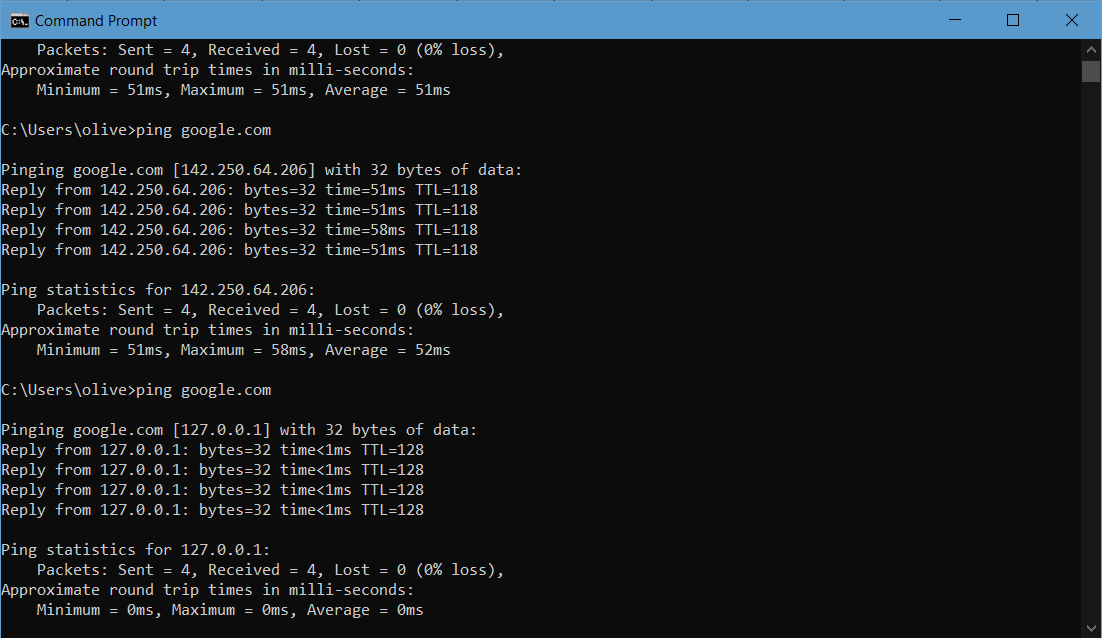 Command Prompt
    Packets: Sent = 4, Received = 4, Lost = 0 (0% loss),
Approximate round trip times in milli-seconds:
    Minimum = 51ms, Maximum = 51ms, Average = 51ms

C:\Users\olive>ping google.com

Pinging google.com [142.250.64.206] with 32 bytes of data:
Reply from 142.250.64.206: bytes=32 time=51ms TTL=118
Reply from 142.250.64.206: bytes=32 time=51ms TTL=118
Reply from 142.250.64.206: bytes=32 time=58ms TTL=118
Reply from 142.250.64.206: bytes=32 time=51ms TTL=118

Ping statistics for 142.250.64.206:
    Packets: Sent = 4, Received = 4, Lost = 0 (0% loss),
Approximate round trip times in milli-seconds:
    Minimum = 51ms, Maximum = 58ms, Average = 52ms

C:\Users\olive>ping google.com

Pinging google.com [127.0.0.1] with 32 bytes of data:
Reply from 127.0.0.1: bytes=32 time<1ms TTL=128
Reply from 127.0.0.1: bytes=32 time<1ms TTL=128
Reply from 127.0.0.1: bytes=32 time<1ms TTL=128
Reply from 127.0.0.1: bytes=32 time<1ms TTL=128

Ping statistics for 127.0.0.1:
    Packets: Sent = 4, Received = 4, Lost = 0 (0% loss),
Approximate round trip times in milli-seconds:
    Minimum = 0ms, Maximum = 0ms, Average = 0ms